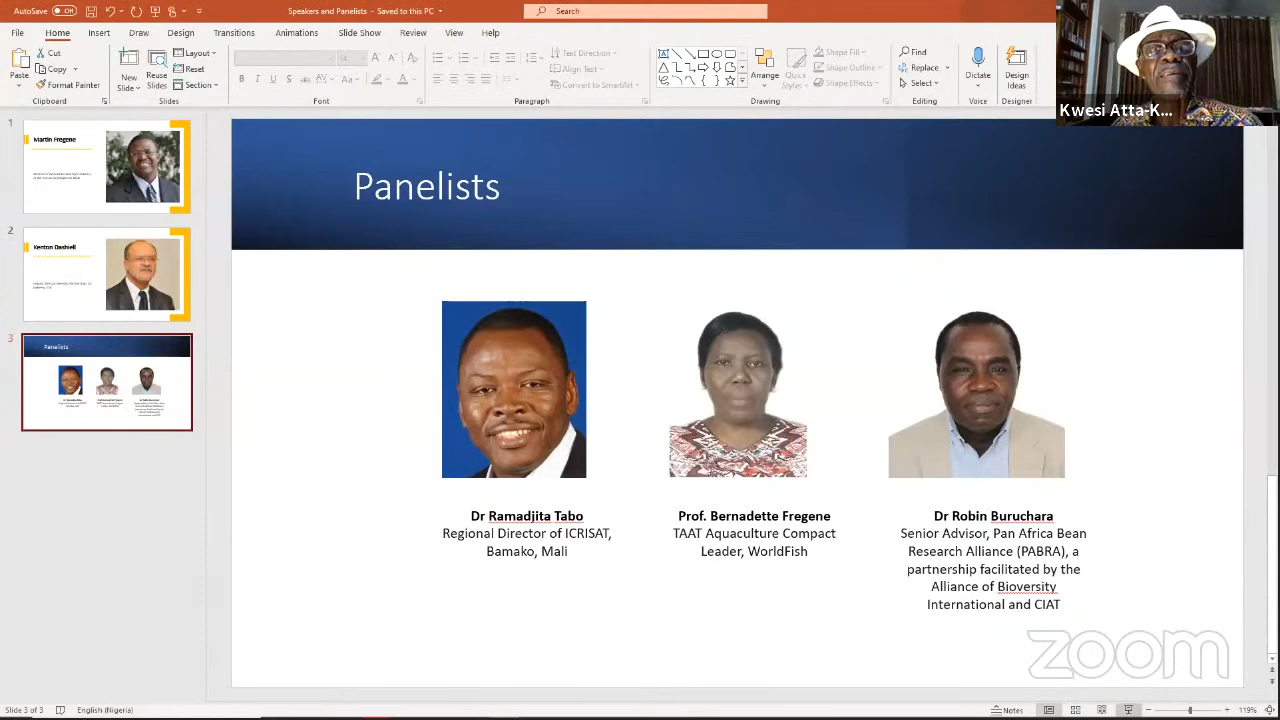 AutoSave Off Speakers and Panelists - Saved to this PC Search
File Home Insert Draw Design Transitions Animations Slide Show Review View Help
Paste Cut Copy Format Painter Clipboard
New Slide Reuse Slides Layout Reset Section Slides
B I U S Font
Text Direction Align Text Convert to SmartArt Paragraph
Arrange Quick Styles Shape Fill Shape Outline Shape Effects Drawing
Find Replace Select Editing
Dictate Voice
Design Ideas Designer
Kwesi Atta-K...
1
Martin Fregene
2
Kenton Dashiell
3
Panelists
Panelists
Dr Ramadjita Tabo
Regional Director of ICRISAT,
Bamako, Mali
Prof. Bernadette Fregene
TAAT Aquaculture Compact
Leader, WorldFish
Dr Robin Buruchara
Senior Advisor, Pan Africa Bean
Research Alliance (PABRA), a
partnership facilitated by the
Alliance of Bioversity
International and CIAT
zoom
Slide 3 of 3 English (Nigeria) Notes 119%